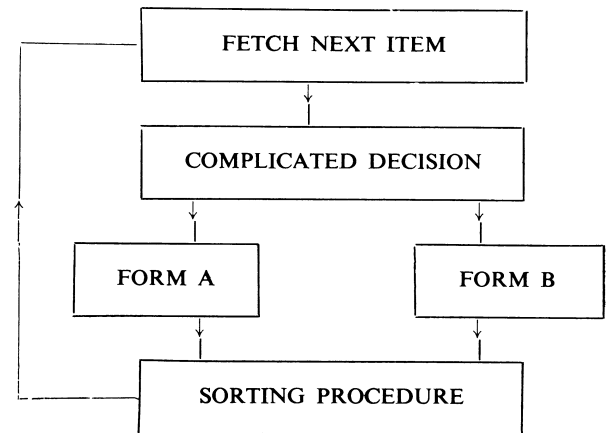 FETCH NEXT ITEM
COMPLICATED DECISION
FORM A
FORM B
SORTING PROCEDURE